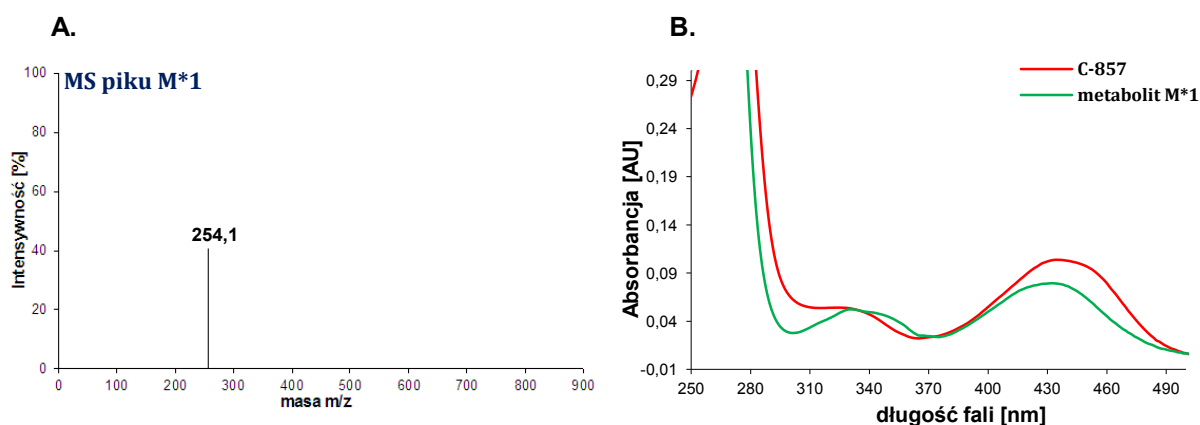 A.
MS piku M*1
Intensywność [%]
100
80
60
40
20
0
254,1
0 100 200 300 400 500 600 700 800 900
masa m/z
B.
C-857
metabolit M*1
Absorbancja [AU]
0,29
0,24
0,19
0,14
0,09
0,04
-0,01
250 280 310 340 370 400 430 460 490
długość fali [nm]